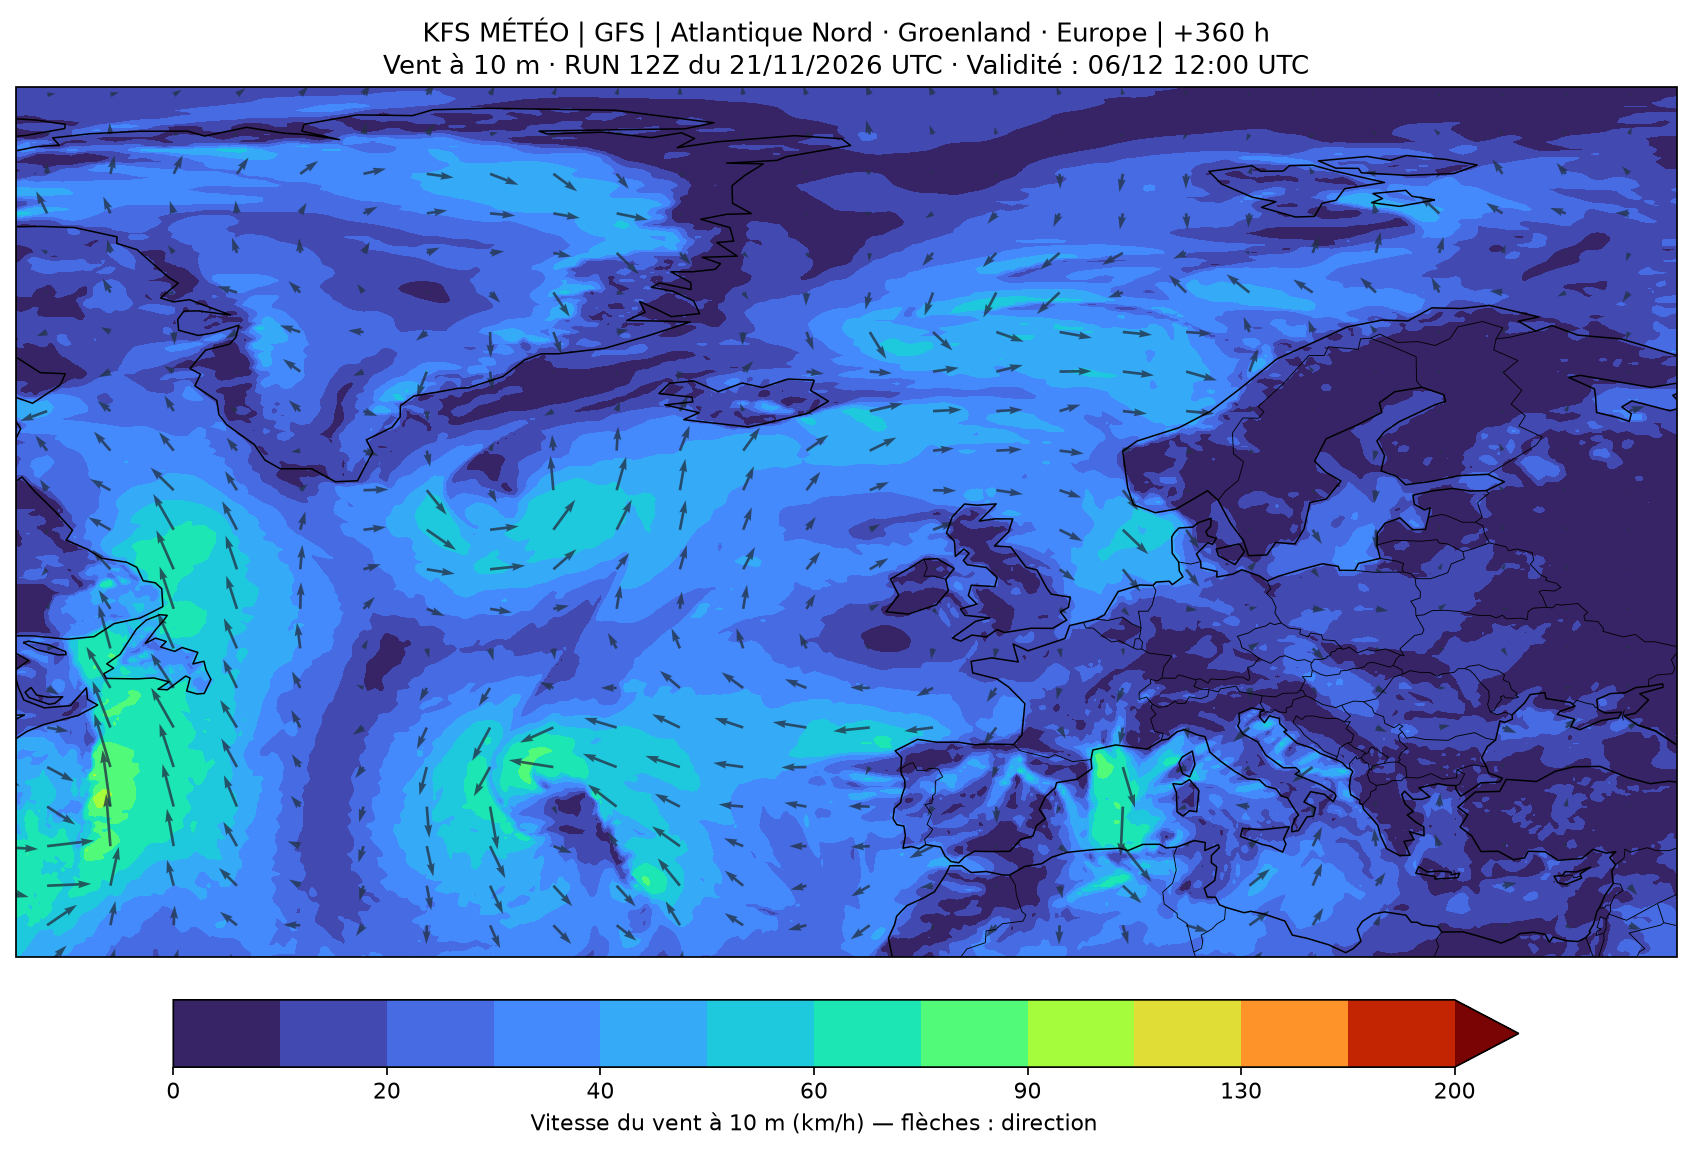 KFS MÉTÉO | GFS | Atlantique Nord · Groenland · Europe | +360 h
Vent à 10 m · RUN 12Z du 21/11/2026 UTC · Validité : 06/12 12:00 UTC
0 20 40 60 90 130 200
Vitesse du vent à 10 m (km/h) — flèches : direction